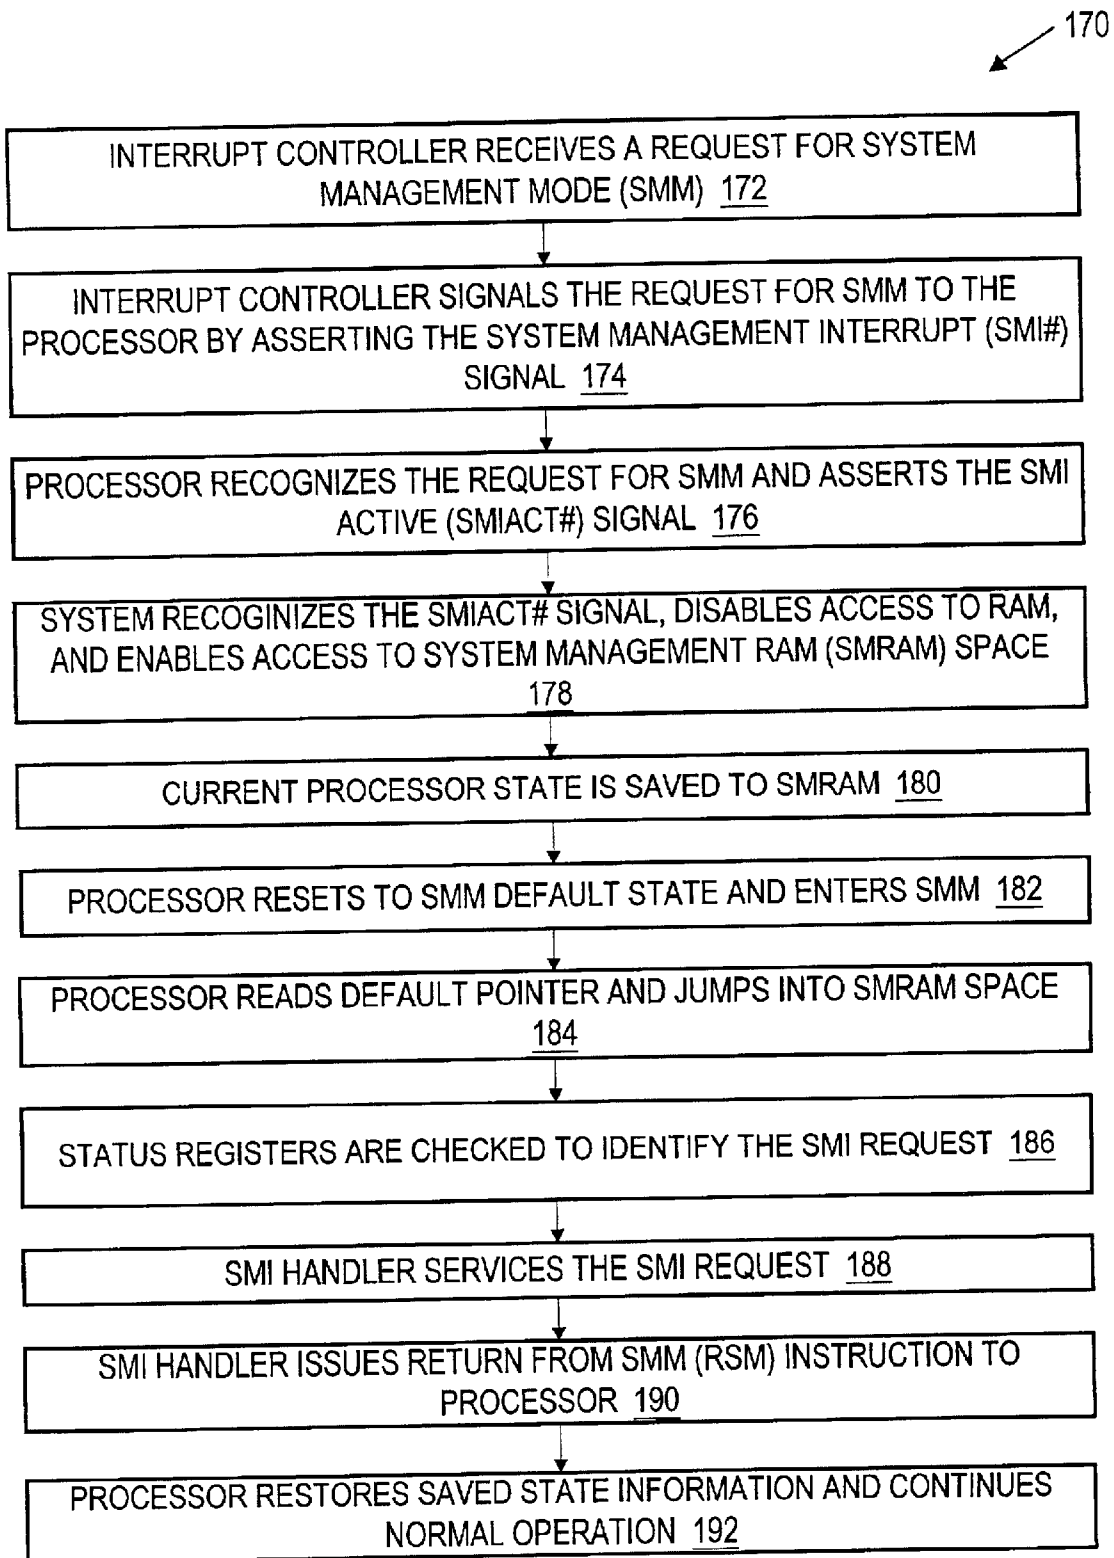 170
INTERRUPT CONTROLLER RECEIVES A REQUEST FOR SYSTEM
MANAGEMENT MODE (SMM) 172
INTERRUPT CONTROLLER SIGNALS THE REQUEST FOR SMM TO THE
PROCESSOR BY ASSERTING THE SYSTEM MANAGEMENT INTERRUPT (SMI#)
SIGNAL 174
PROCESSOR RECOGNIZES THE REQUEST FOR SMM AND ASSERTS THE SMI
ACTIVE (SMIACT#) SIGNAL 176
SYSTEM RECOGINIZES THE SMIACT# SIGNAL, DISABLES ACCESS TO RAM,
AND ENABLES ACCESS TO SYSTEM MANAGEMENT RAM (SMRAM) SPACE
178
CURRENT PROCESSOR STATE IS SAVED TO SMRAM 180
PROCESSOR RESETS TO SMM DEFAULT STATE AND ENTERS SMM 182
PROCESSOR READS DEFAULT POINTER AND JUMPS INTO SMRAM SPACE
184
STATUS REGISTERS ARE CHECKED TO IDENTIFY THE SMI REQUEST 186
SMI HANDLER SERVICES THE SMI REQUEST 188
SMI HANDLER ISSUES RETURN FROM SMM (RSM) INSTRUCTION TO
PROCESSOR 190
PROCESSOR RESTORES SAVED STATE INFORMATION AND CONTINUES
NORMAL OPERATION 192